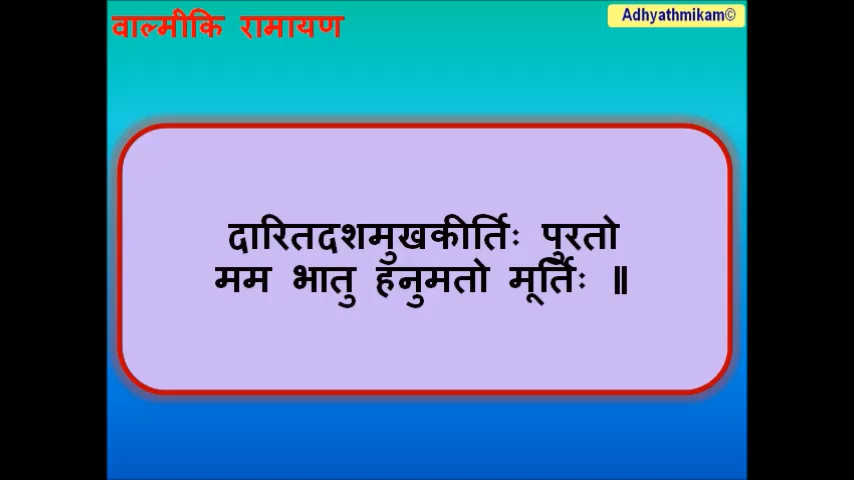 वाल्मीकि रामायण
Adhyathmikam©
दारितदशमुखकीर्तिः पुरतो
मम भातु हनुमतो मूर्तिः ॥